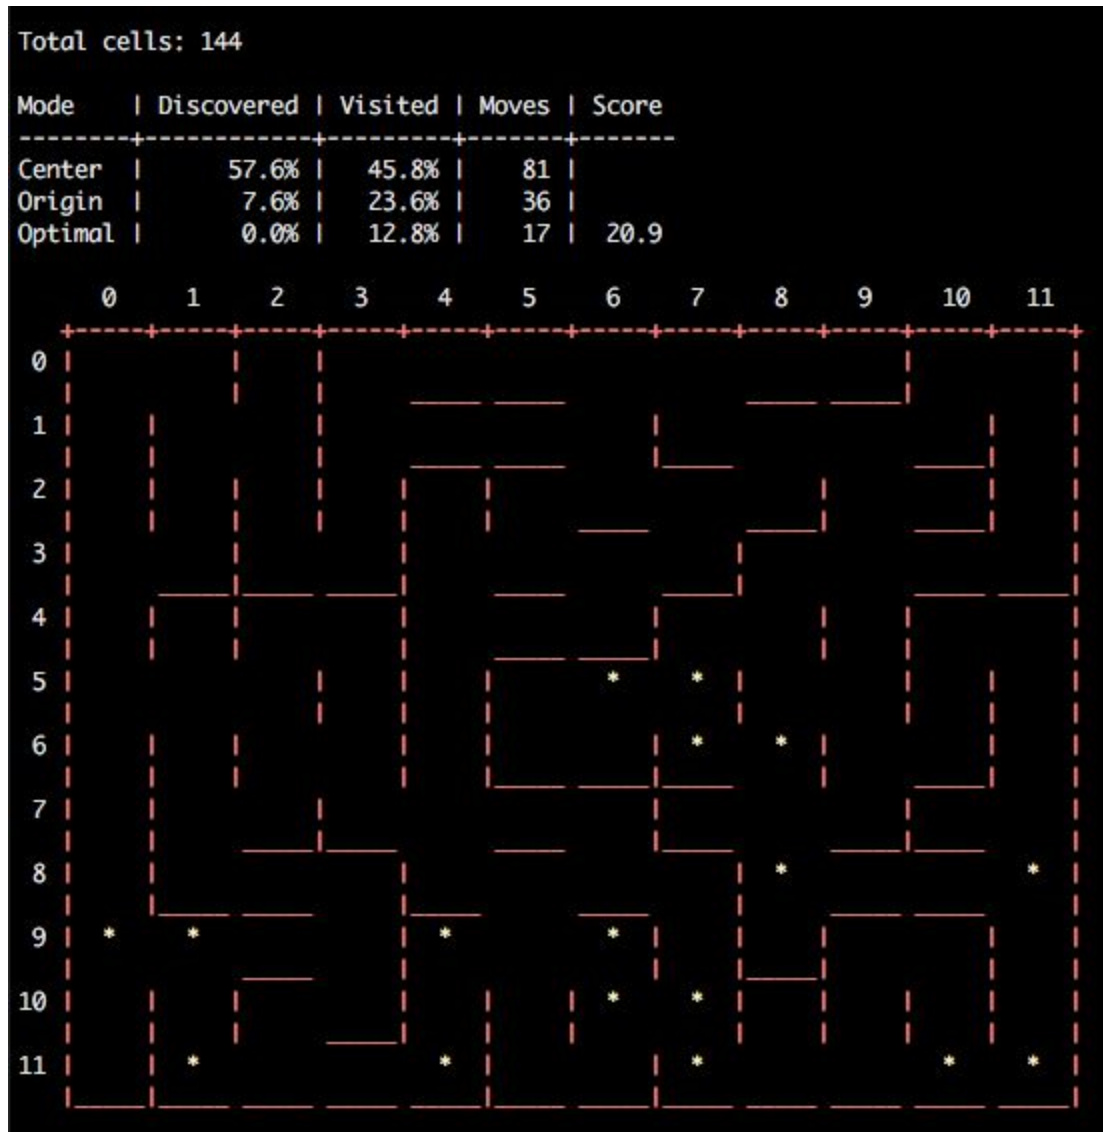 Total cells: 144
Mode | Discovered | Visited | Moves | Score
--------+------------+---------+-------+-------
Center | 57.6% | 45.8% | 81 |
Origin | 7.6% | 23.6% | 36 |
Optimal | 0.0% | 12.8% | 17 | 20.9
0 1 2 3 4 5 6 7 8 9 10 11
0
1
2
3
4
5 * *
6 * *
7
8 * *
9 * * * *
10 * *
11 * * * * *